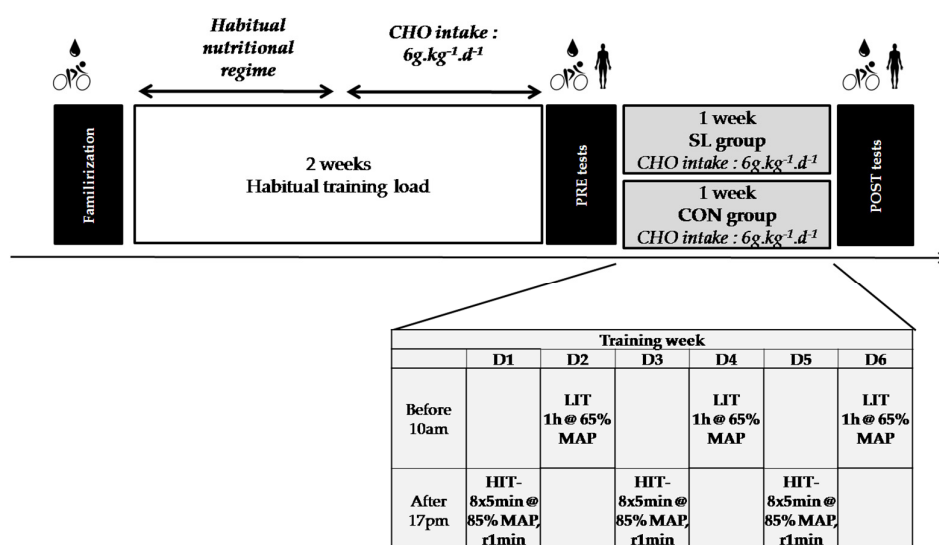 Habitual
nutritional
regime
CHO intake :
6g.kg⁻¹.d⁻¹
Familirization
2 weeks
Habitual training load
PRE tests
1 week
SL group
CHO intake : 6g.kg⁻¹.d⁻¹
1 week
CON group
CHO intake : 6g.kg⁻¹.d⁻¹
POST tests
Training week
D1 D2 D3 D4 D5 D6
Before
10am
LIT
1h@65%
MAP
LIT
1h@65%
MAP
LIT
1h@65%
MAP
After
17pm
HIT-
8x5min@
85% MAP,
r1min
HIT-
8x5min@
85% MAP,
r1min
HIT-
8x5min@
85% MAP,
r1min